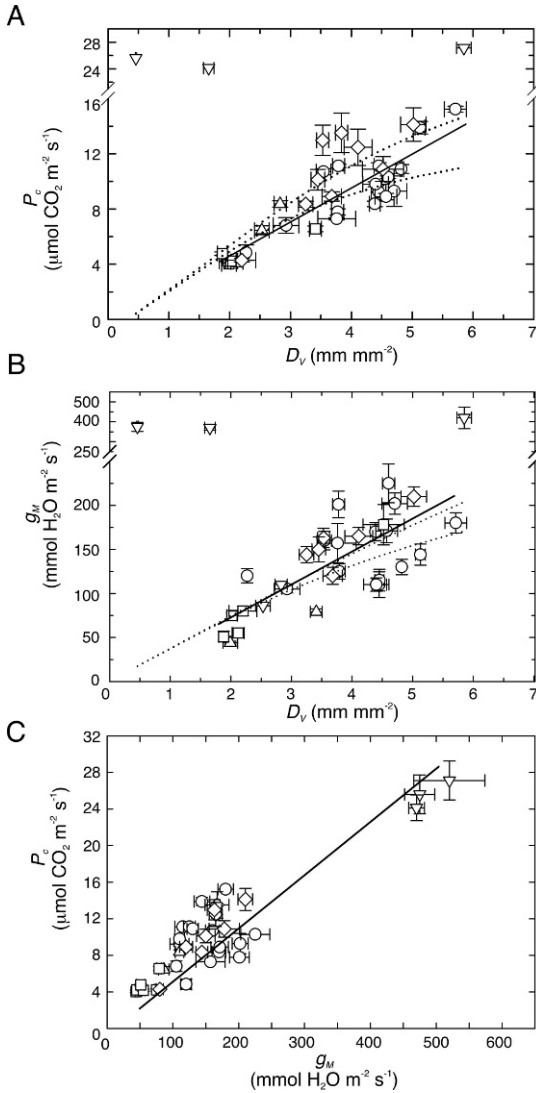 A
28
24
16
12
8
4
0
P_c
(μmol CO₂ m⁻² s⁻¹)
0 1 2 3 4 5 6 7
D_V (mm mm⁻²)
B
500
400
250
200
150
100
50
0
g_M
(mmol H₂O m⁻² s⁻¹)
0 1 2 3 4 5 6 7
D_V (mm mm⁻²)
C
32
28
24
20
16
12
8
4
0
P_c
(μmol CO₂ m⁻² s⁻¹)
0 100 200 300 400 500 600
g_M
(mmol H₂O m⁻² s⁻¹)